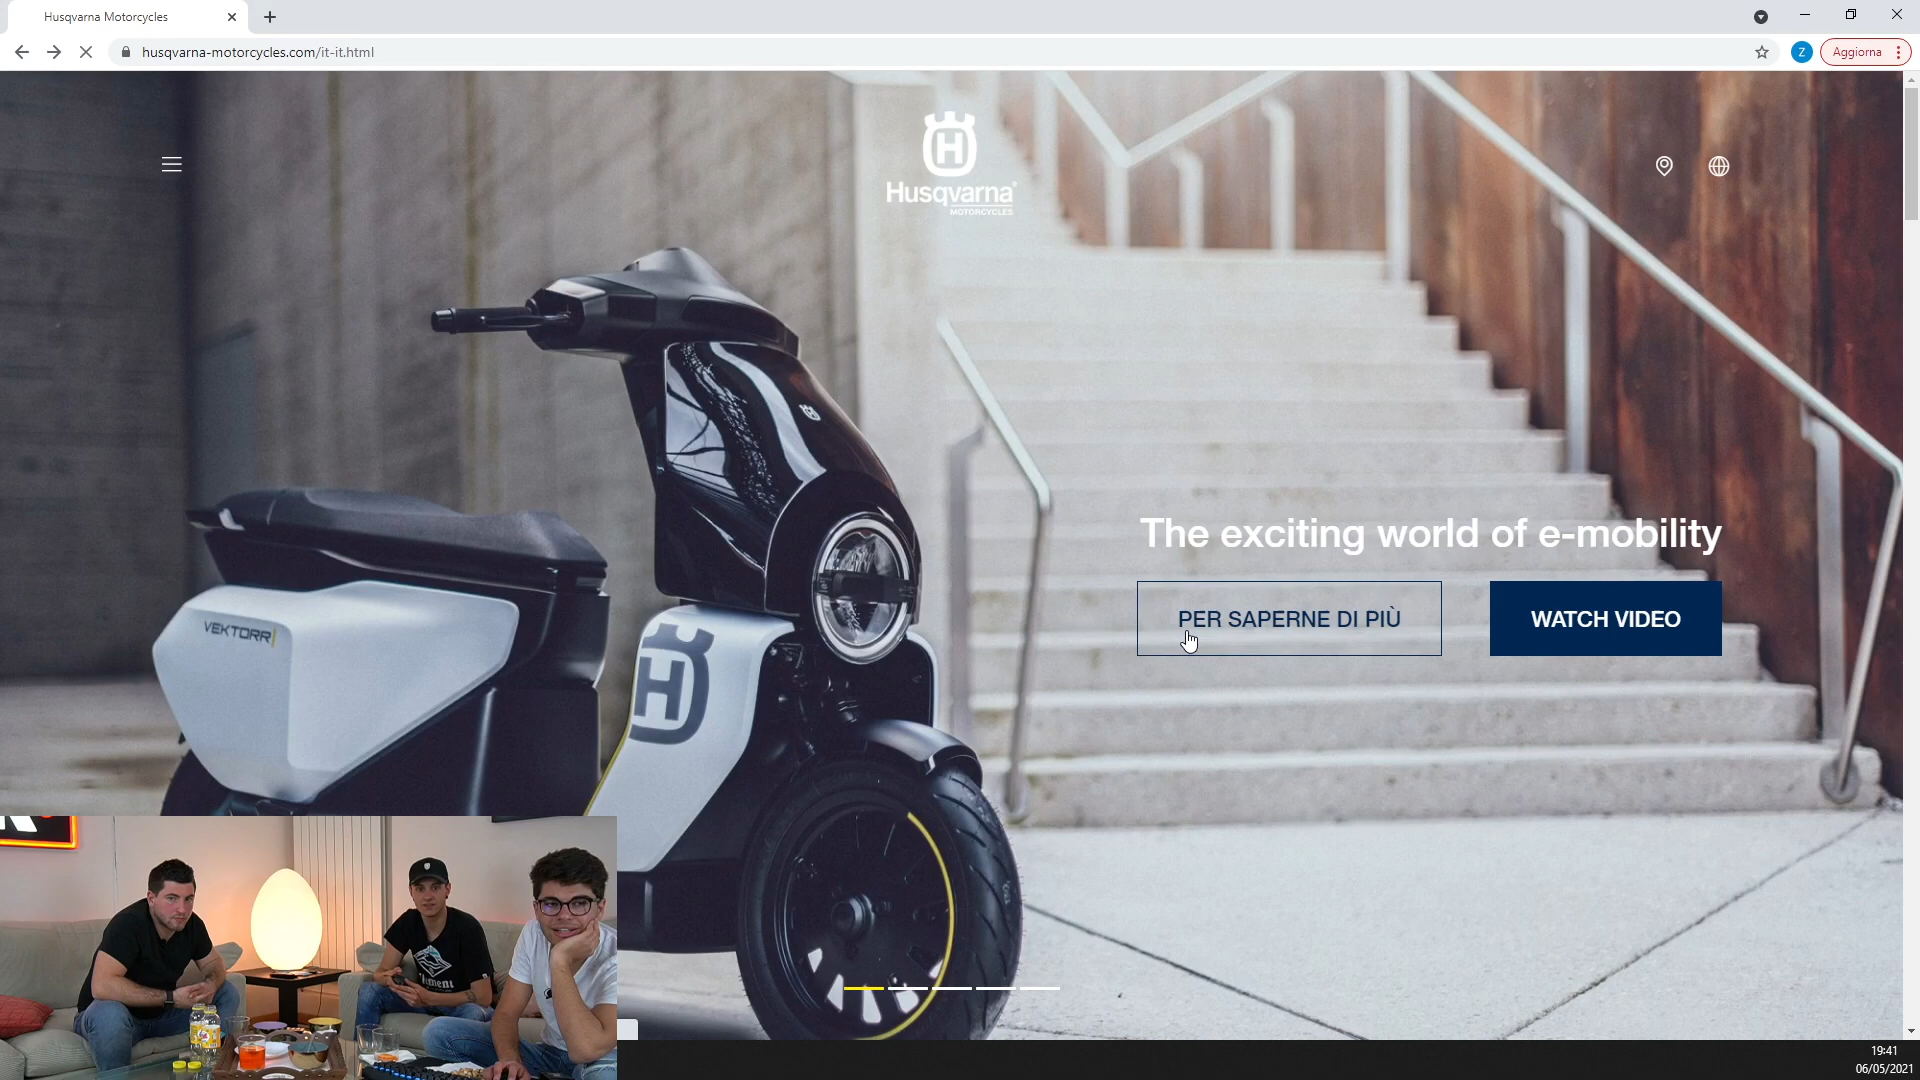 Husqvarna Motorcycles
husqvarna-motorcycles.com/it-it.html
Z
Aggiorna
H
Husqvarna
MOTORCYCLES
The exciting world of e-mobility
PER SAPERNE DI PIÙ
WATCH VIDEO
VEKTORR
H
19:41
06/05/2021